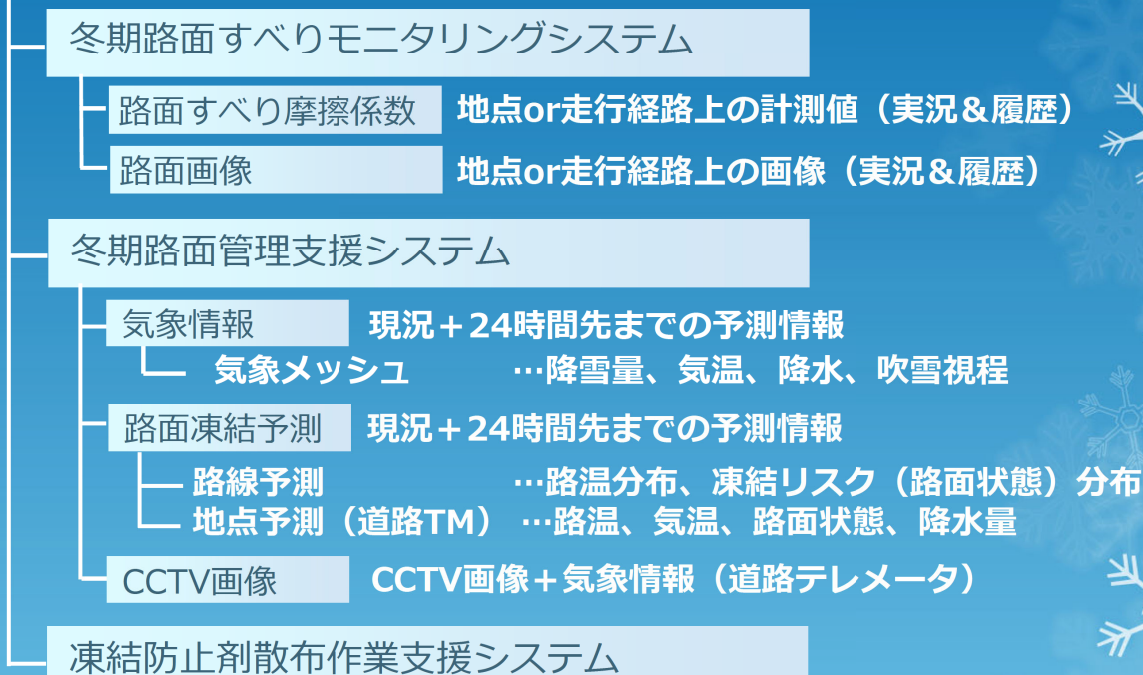 冬期路面すべりモニタリングシステム
路面すべり摩擦係数 地点or走行経路上の計測値（実況＆履歴）
路面画像 地点or走行経路上の画像（実況＆履歴）
冬期路面管理支援システム
気象情報 現況＋24時間先までの予測情報
気象メッシュ …降雪量、気温、降水、吹雪視程
路面凍結予測 現況＋24時間先までの予測情報
路線予測 …路温分布、凍結リスク（路面状態）分布
地点予測（道路TM） …路温、気温、路面状態、降水量
CCTV画像 CCTV画像＋気象情報（道路テレメータ）
凍結防止剤散布作業支援システム